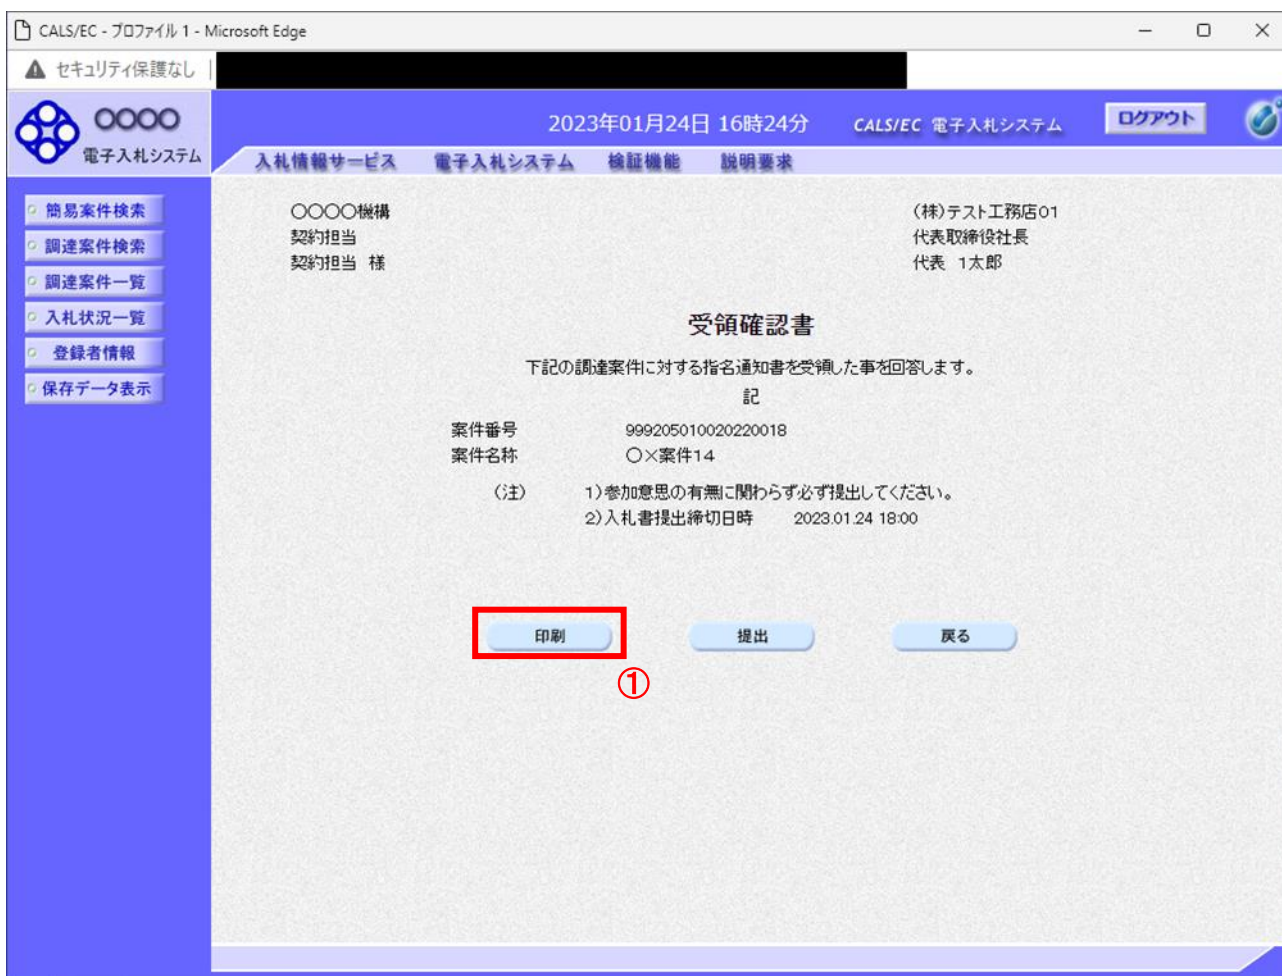 CALS/EC - プロファイル 1 - Microsoft Edge
セキュリティ保護なし
〇〇〇〇
電子入札システム
2023年01月24日 16時24分
CALS/EC 電子入札システム
ログアウト
入札情報サービス 電子入札システム 検証機能 説明要求
簡易案件検索
調達案件検索
調達案件一覧
入札状況一覧
登録者情報
保存データ表示
〇〇〇〇機構
契約担当
契約担当 様
(株)テスト工務店01
代表取締役社長
代表 1太郎
受領確認書
下記の調達案件に対する指名通知書を受領した事を回答します。
記
案件番号 999205010020220018
案件名称 〇×案件14
(注) 1)参加意思の有無に関わらず必ず提出してください。
2)入札書提出締切日時 2023.01.24 18:00
印刷 提出 戻る
①